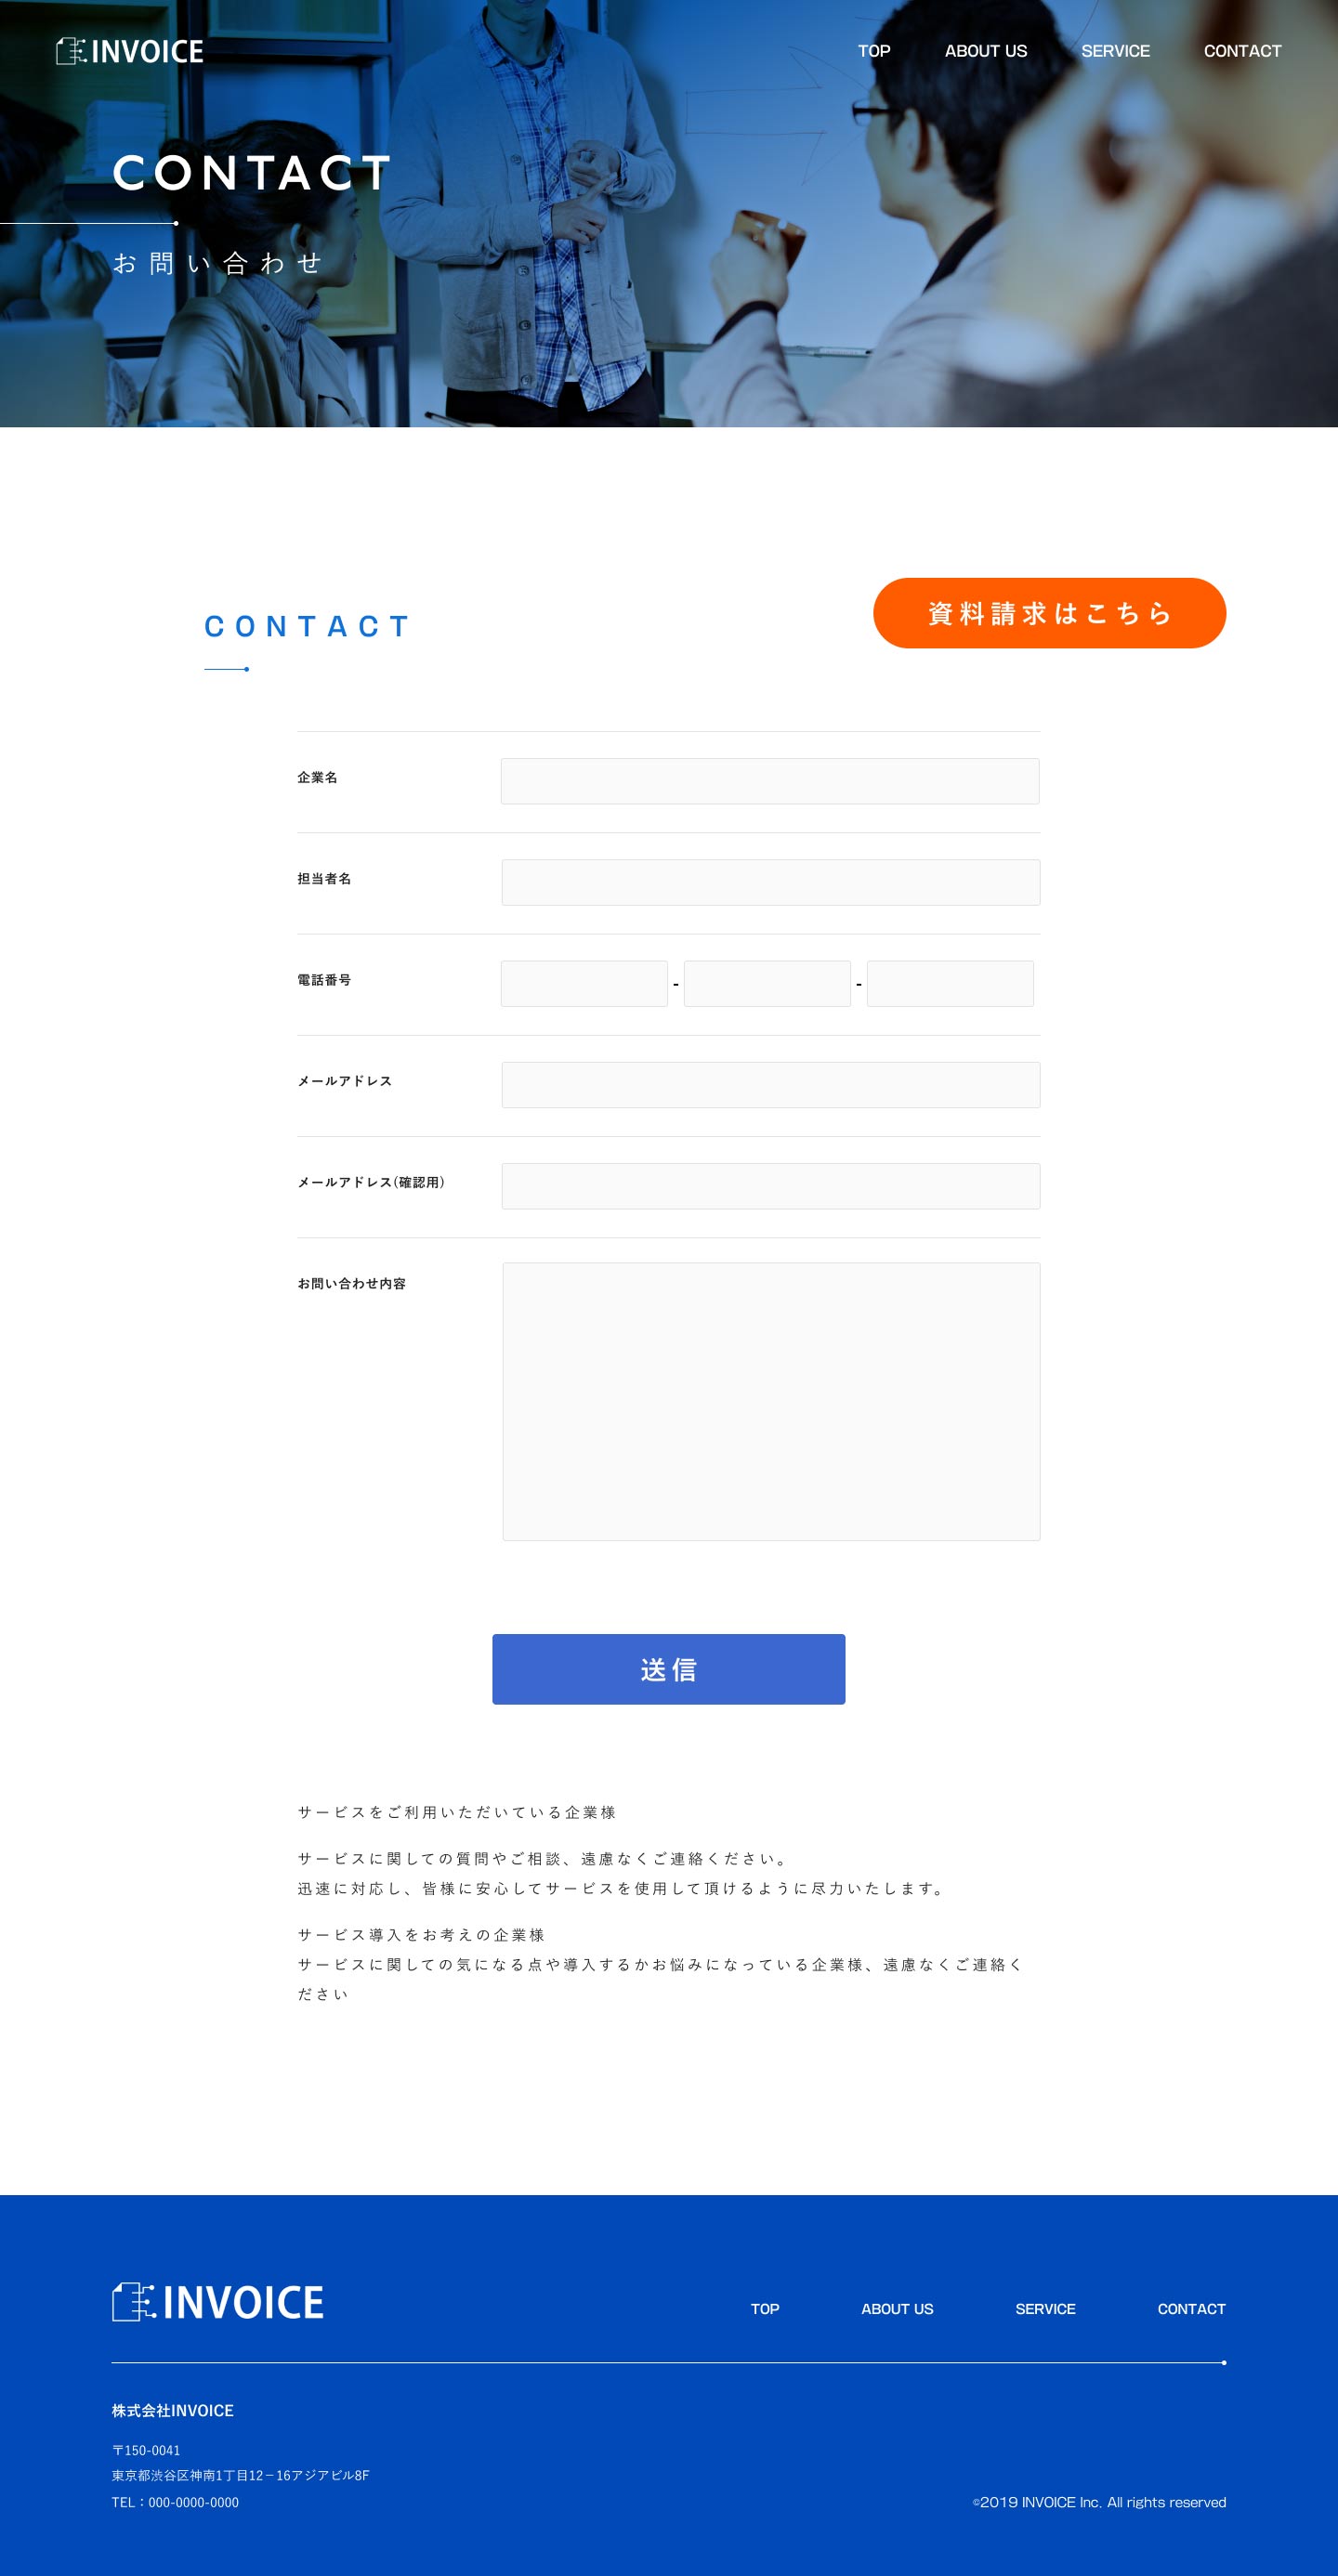 INVOICE
TOP ABOUT US SERVICE CONTACT
CONTACT
お問い合わせ
CONTACT
資料請求はこちら
企業名
担当者名
電話番号
- -
メールアドレス
メールアドレス(確認用)
お問い合わせ内容
送信
サービスをご利用いただいている企業様
サービスに関しての質問やご相談、遠慮なくご連絡ください。
迅速に対応し、皆様に安心してサービスを使用して頂けるように尽力いたします。
サービス導入をお考えの企業様
サービスに関しての気になる点や導入するかお悩みになっている企業様、遠慮なくご連絡く
ださい
INVOICE
TOP ABOUT US SERVICE CONTACT
株式会社INVOICE
〒150-0041
東京都渋谷区神南1丁目12−16アジアビル8F
TEL：000-0000-0000
©2019 INVOICE Inc. All rights reserved